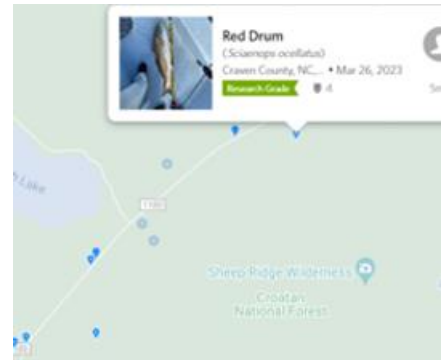 Red Drum
(Sciaenops ocellatus)
Craven County, NC,... • Mar 26, 2023
Research Grade 4
Lake
Sheep Ridge Wilderness
Croatan
National Forest